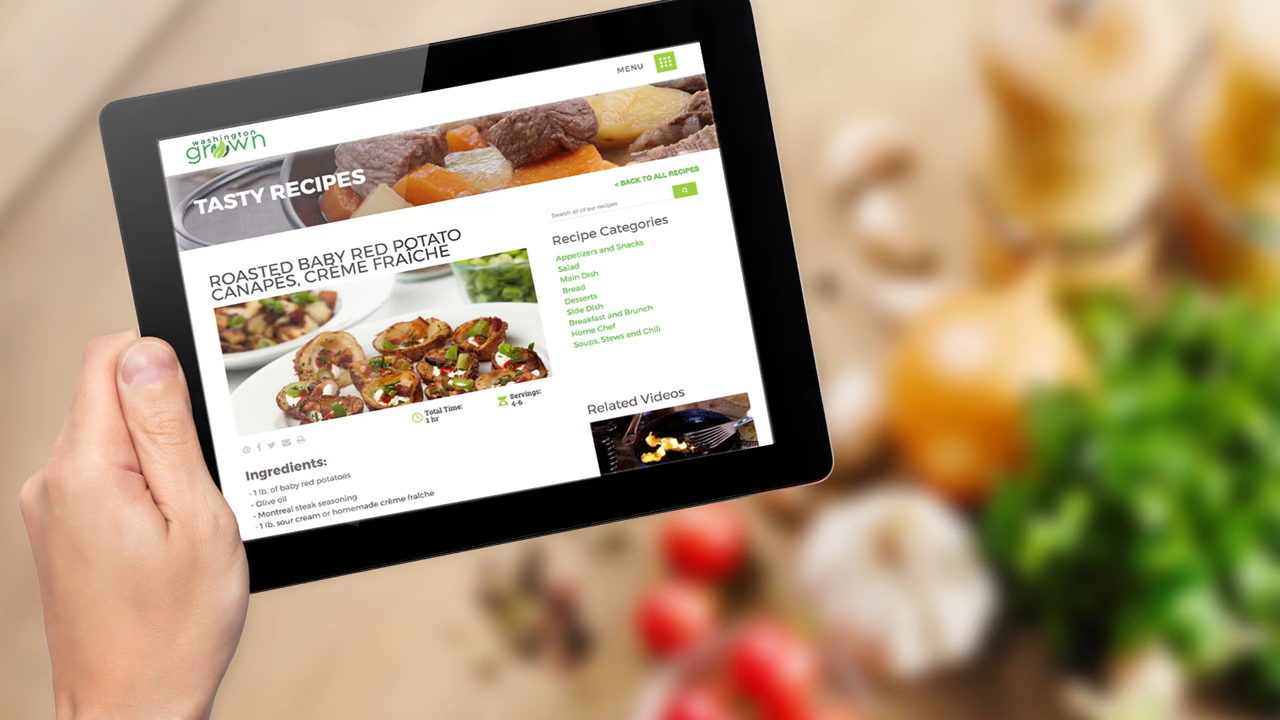 washington
grown
MENU
TASTY RECIPES
< BACK TO ALL RECIPES
Search all of our recipes
ROASTED BABY RED POTATO
CANAPES, CRÈME FRAÎCHE
Recipe Categories
Appetizers and Snacks
Salad
Main Dish
Bread
Desserts
Side Dish
Breakfast and Brunch
Home Chef
Soups, Stews and Chili
Total Time:
1 hr
Servings:
4-6
Related Videos
Ingredients:
- 1 lb. of baby red potatoes
- Olive oil
- Montreal steak seasoning
- 1 lb. sour cream or homemade crème fraîche